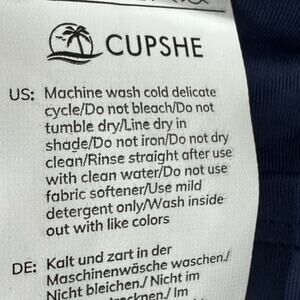 CUPSHE
US: Machine wash cold delicate
cycle/Do not bleach/Do not
tumble dry/Line dry in
shade/Do not iron/Do not dry
clean/Rinse straight after use
with clean water/Do not use
fabric softener/Use mild
detergent only/Wash inside
out with like colors
DE: Kalt und zart in der
Maschinenwäsche waschen./
Nicht bleichen./ Nicht im